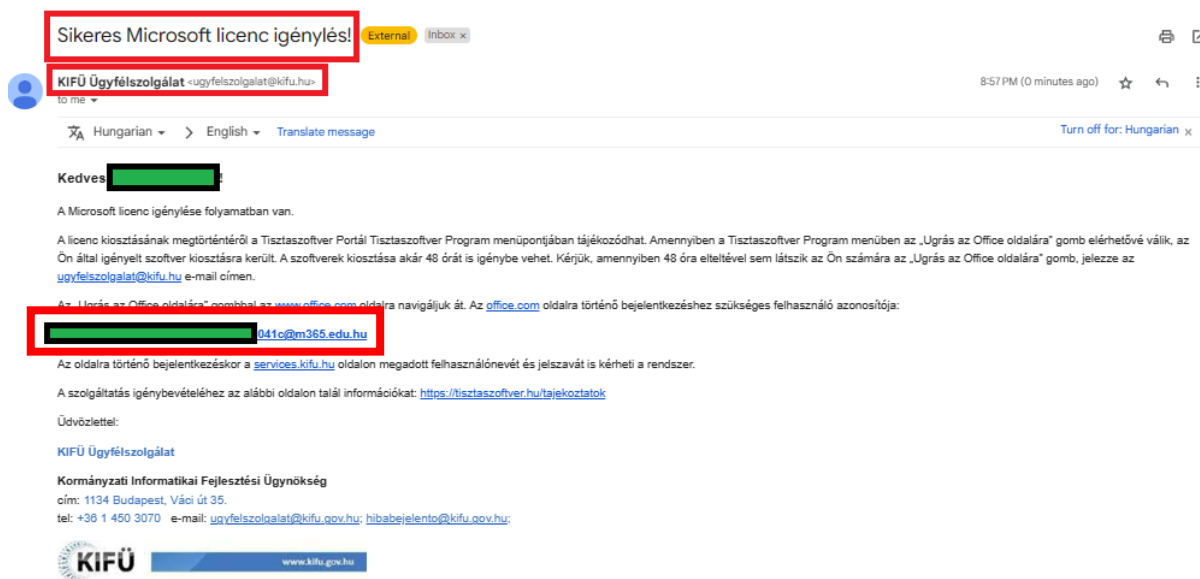 Sikeres Microsoft licenc igénylés! External Inbox x
KIFÜ Ügyfélszolgálat <ugyfelszolgalat@kifu.hu> 8:57 PM (0 minutes ago)
to me
Hungarian > English Translate message Turn off for: Hungarian x
Kedves !
A Microsoft licenc igénylése folyamatban van.
A licenc kiosztásának megtörténtéről a Tisztaszoftver Portál Tisztaszoftver Program menüpontjában tájékozódhat. Amennyiben a Tisztaszoftver Program menüben az „Ugrás az Office oldalára” gomb elérhetővé válik, az
Ön által igényelt szoftver kiosztásra került. A szoftverek kiosztása akár 48 órát is igénybe vehet. Kérjük, amennyiben 48 óra elteltével sem látszik az Ön számára az „Ugrás az Office oldalára” gomb, jelezze az
ugyfelszolgalat@kifu.hu e-mail címen.
Az „Ugrás az Office oldalára” gombbal az www.office.com oldalra navigáljuk át. Az office.com oldalra történő bejelentkezéshez szükséges felhasználó azonosítója:
041c@m365.edu.hu
Az oldalra történő bejelentkezéskor a services.kifu.hu oldalon megadott felhasználónevét és jelszavát is kérheti a rendszer.
A szolgáltatás igénybevételéhez az alábbi oldalon talál információkat: https://tisztaszoftver.hu/tajekoztatok
Üdvözlettel:
KIFÜ Ügyfélszolgálat
Kormányzati Informatikai Fejlesztési Ügynökség
cím: 1134 Budapest, Váci út 35.
tel: +36 1 450 3070 e-mail: ugyfelszolgalat@kifu.gov.hu; hibabejelento@kifu.gov.hu;
KIFÜ www.kifu.gov.hu